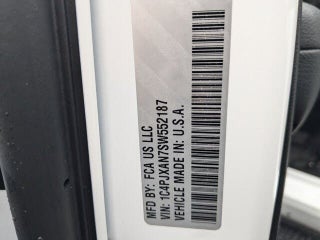 MFD BY: FCA US LLC
VIN: 1C4PJXAN7SW552187
VEHICLE MADE IN: U.S.A.